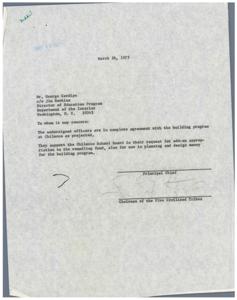 March 26, 1973
Mr. George
c/o Jim Hawkins
Director of Education Program
Department of the Interior
Washington, D. C. 20245
To whom it may concern:
The undersigned officers are in complete agreement with the building program
at Chilocco as projected.
They support the Chilocco School Board in their request for add-on appro-
priation to the remodling fund, also for use in planning and design money
for the building program.
Principal Chief
Chairman of the Five Civilized Tribes